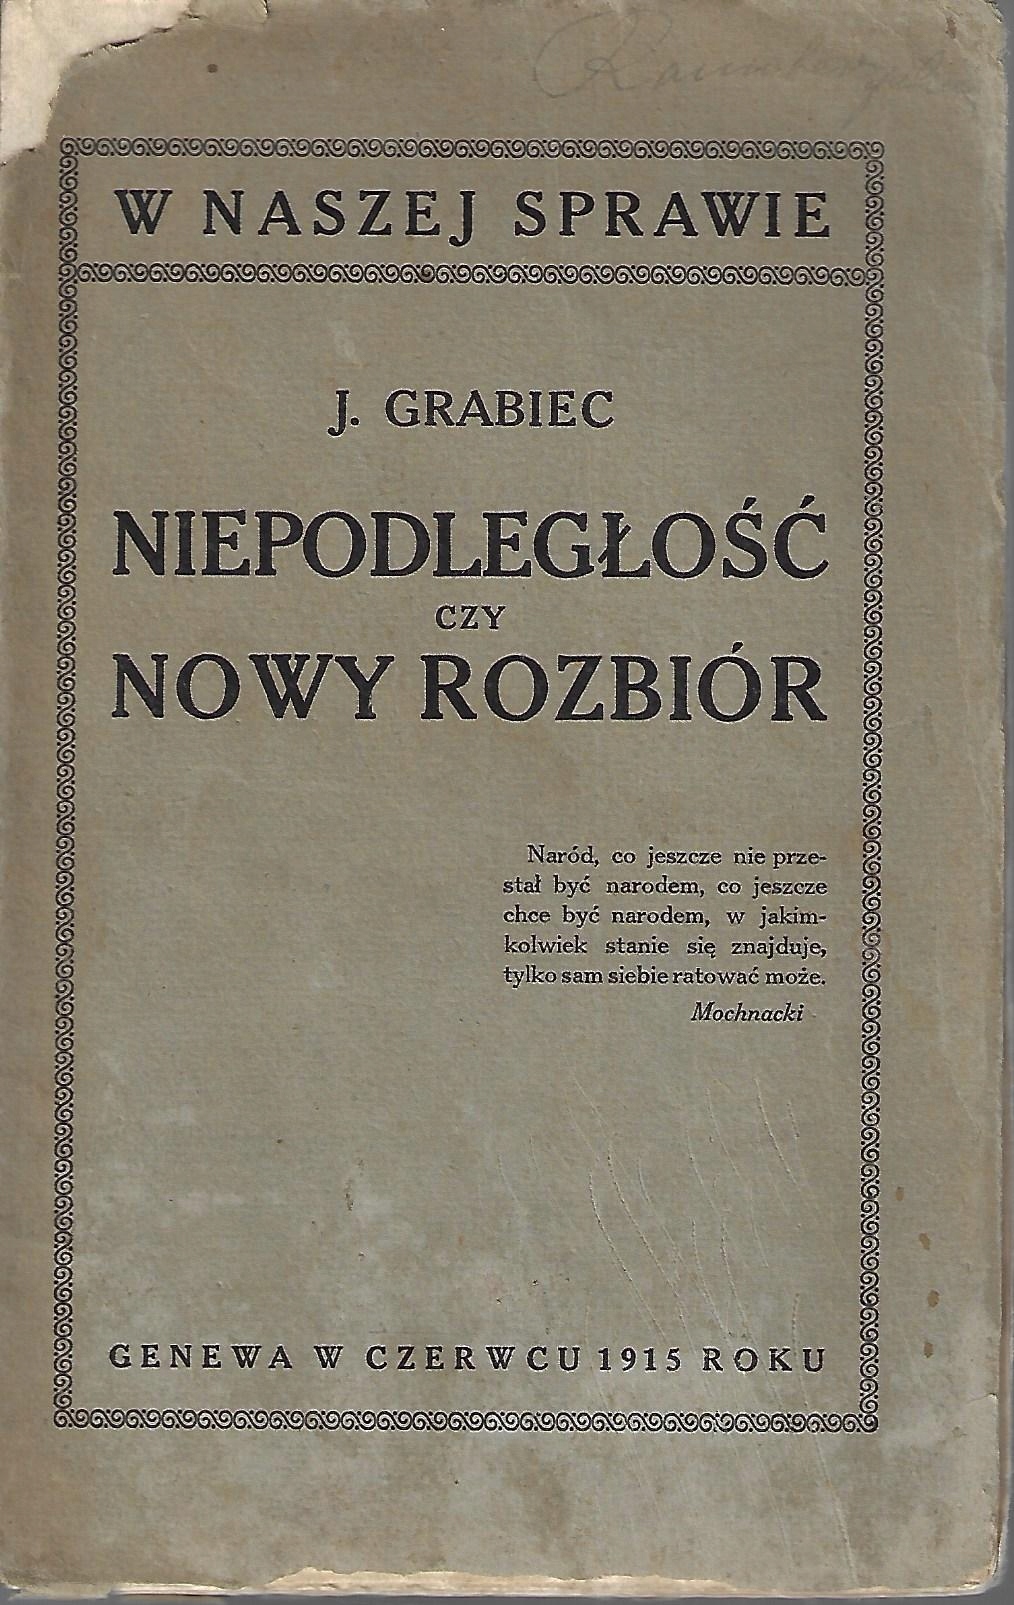 W NASZEJ SPRAWIE
J. GRABIEC
NIEPODLEGŁOŚĆ
CZY
NOWY ROZBIÓR
Naród, co jeszcze nie prze-
stał być narodem, co jeszcze
chce być narodem, w jakim-
kolwiek stanie się znajduje,
tylko sam siebie ratować może.
Mochnacki
GENEWA W CZERWCU 1915 ROKU